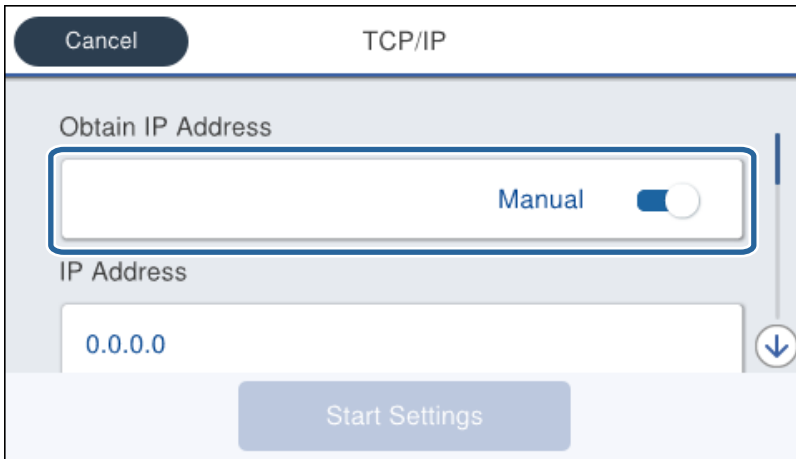 Cancel TCP/IP
Obtain IP Address
Manual
IP Address
0.0.0.0
Start Settings